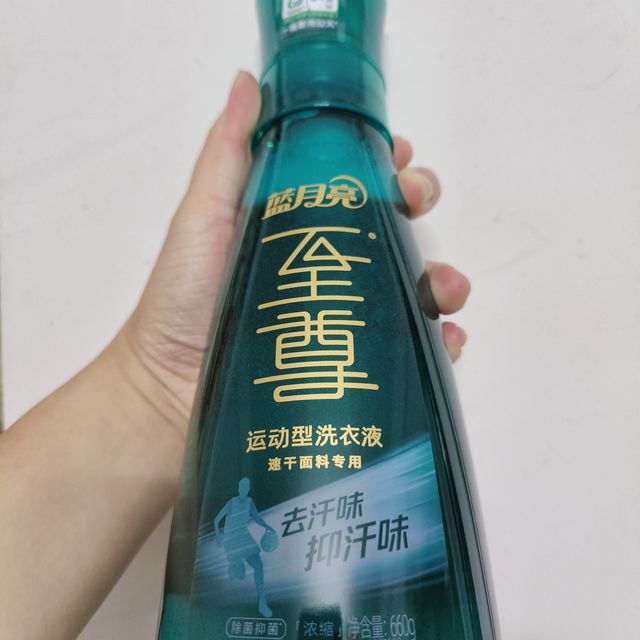 蓝月亮
至尊
运动型洗衣液
速干面料专用
去汗味
抑汗味
除菌抑菌 「浓缩」 净含量: 660g